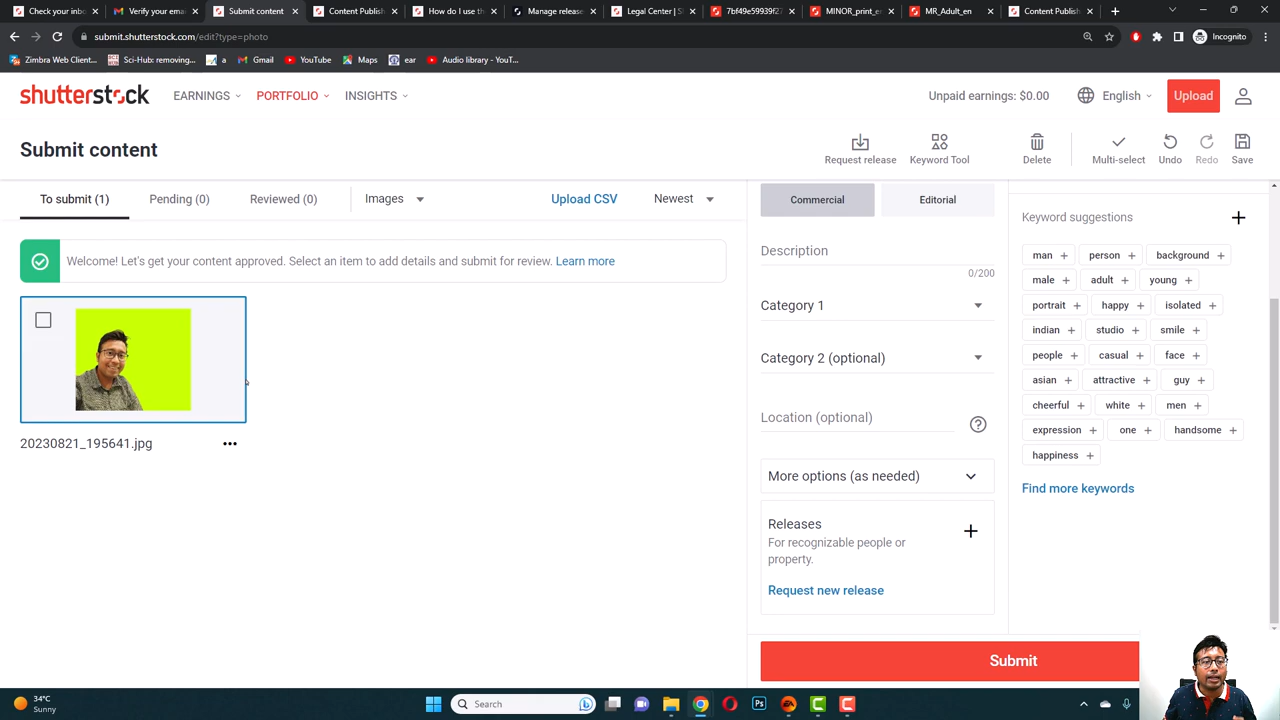 Check your inbo
Verify your emai
Submit content
Content Publish
How do I use th
Manage release
Legal Center | S
7bf49e59939f27
MINOR_print_e
MR_Adult_en
Content Publish
submit.shutterstock.com/edit?type=photo
Incognito
Zimbra Web Client...
Sci-Hub: removing...
a
Gmail
YouTube
Maps
ear
Audio library - YouT...
shutterstock
EARNINGS
PORTFOLIO
INSIGHTS
Unpaid earnings: $0.00
English
Upload
Submit content
Request release
Keyword Tool
Delete
Multi-select
Undo
Redo
Save
To submit (1)
Pending (0)
Reviewed (0)
Images
Upload CSV
Newest
Welcome! Let's get your content approved. Select an item to add details and submit for review. Learn more
20230821_195641.jpg
Commercial
Editorial
Description
0/200
Category 1
Category 2 (optional)
Location (optional)
More options (as needed)
Releases
For recognizable people or
property.
Request new release
Keyword suggestions
man
person
background
male
adult
young
portrait
happy
isolated
indian
studio
smile
people
casual
face
asian
attractive
guy
cheerful
white
men
expression
one
handsome
happiness
Find more keywords
Submit
34°C
Sunny
Search